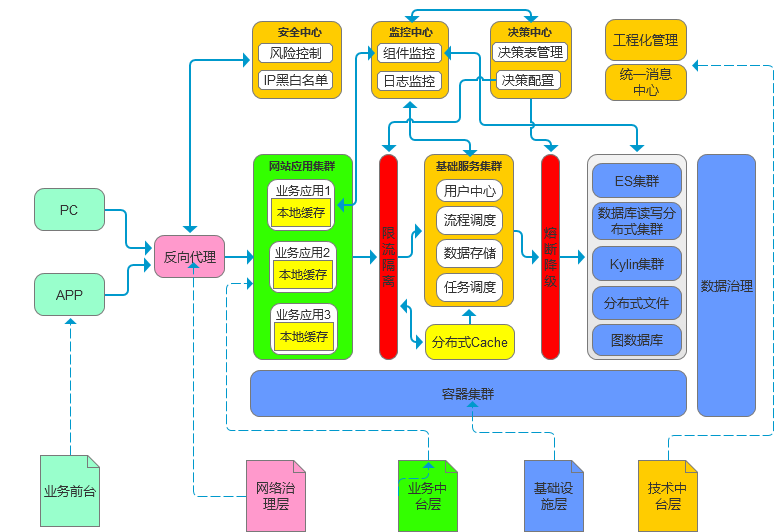 安全中心
风险控制
IP黑白名单
监控中心
组件监控
日志监控
决策中心
决策表管理
决策配置
工程化管理
统一消息
中心
PC
APP
反向代理
网站应用集群
业务应用1
本地缓存
业务应用2
本地缓存
业务应用3
本地缓存
限流隔离
基础服务集群
用户中心
流程调度
数据存储
任务调度
分布式Cache
熔断降级
ES集群
数据库读写分
布式集群
Kylin集群
分布式文件
图数据库
数据治理
容器集群
业务前台
网络治
理层
业务中
台层
基础设
施层
技术中
台层